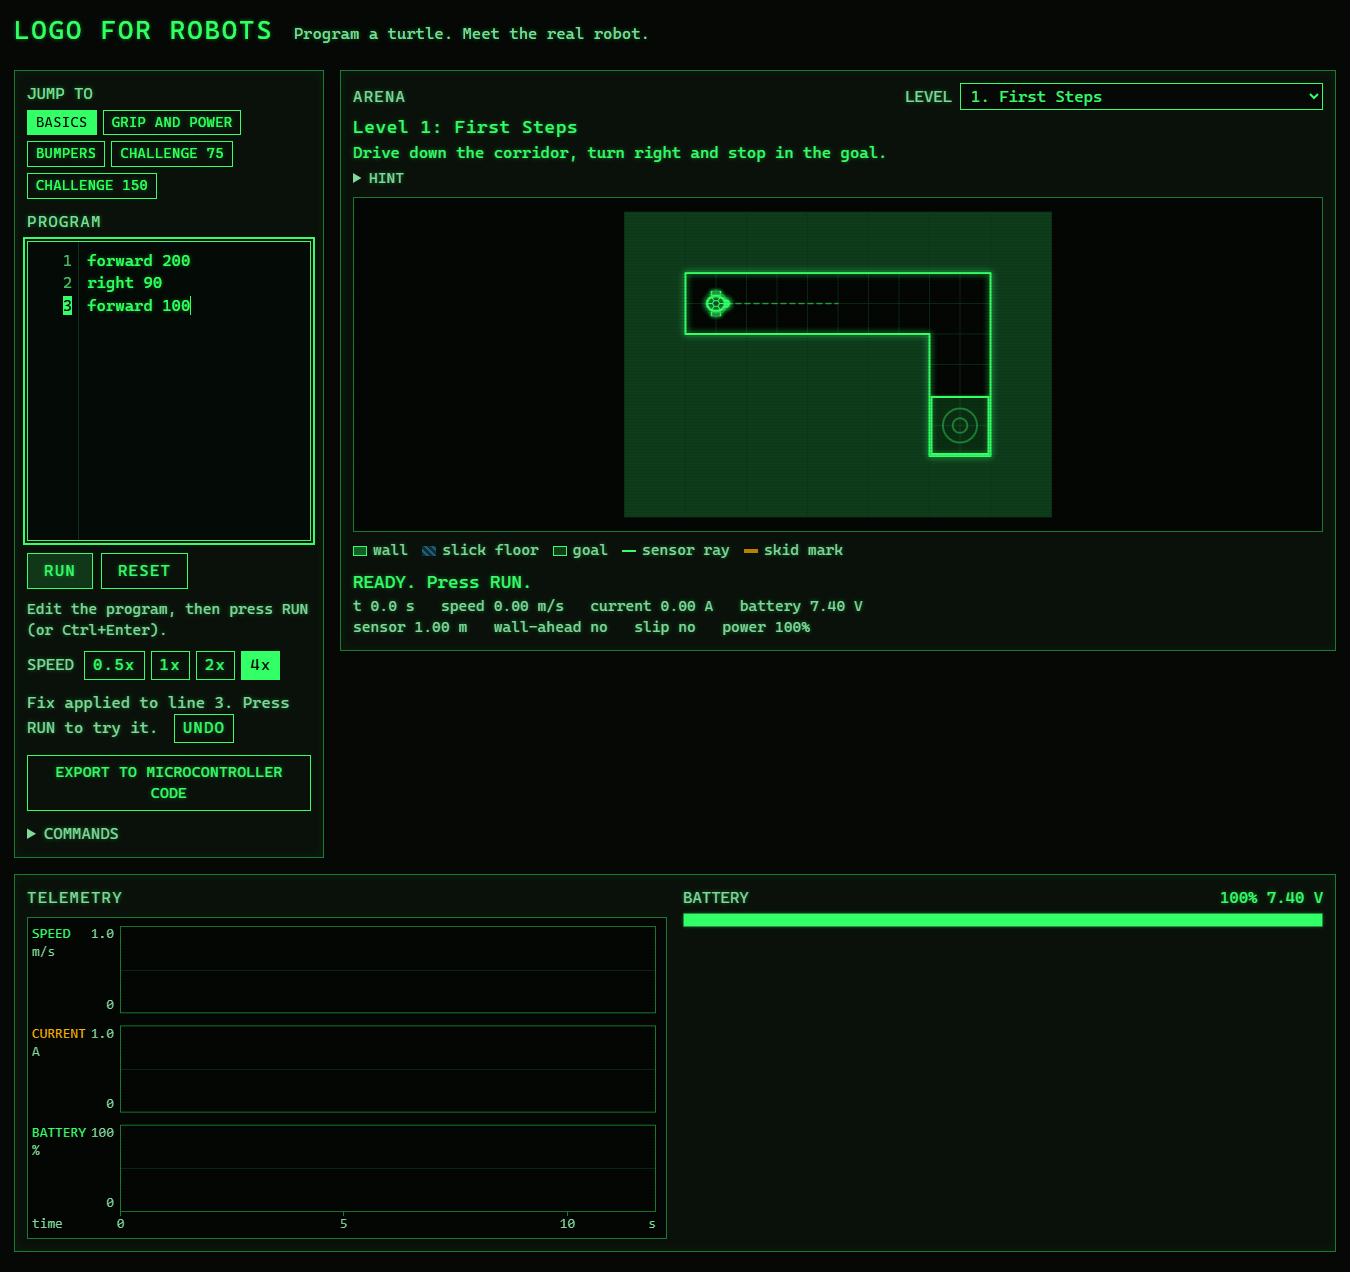 LOGO FOR ROBOTS Program a turtle. Meet the real robot.
JUMP TO
BASICS GRIP AND POWER
BUMPERS CHALLENGE 75
CHALLENGE 150
PROGRAM
1 forward 200
2 right 90
3 forward 100
RUN RESET
Edit the program, then press RUN
(or Ctrl+Enter).
SPEED 0.5x 1x 2x 4x
Fix applied to line 3. Press
RUN to try it. UNDO
EXPORT TO MICROCONTROLLER
CODE
COMMANDS
ARENA LEVEL 1. First Steps
Level 1: First Steps
Drive down the corridor, turn right and stop in the goal.
HINT
wall slick floor goal sensor ray skid mark
READY. Press RUN.
t 0.0 s speed 0.00 m/s current 0.00 A battery 7.40 V
sensor 1.00 m wall-ahead no slip no power 100%
TELEMETRY
SPEED 1.0
m/s
0
CURRENT 1.0
A
0
BATTERY 100
%
0
time 0 5 10 s
BATTERY 100% 7.40 V